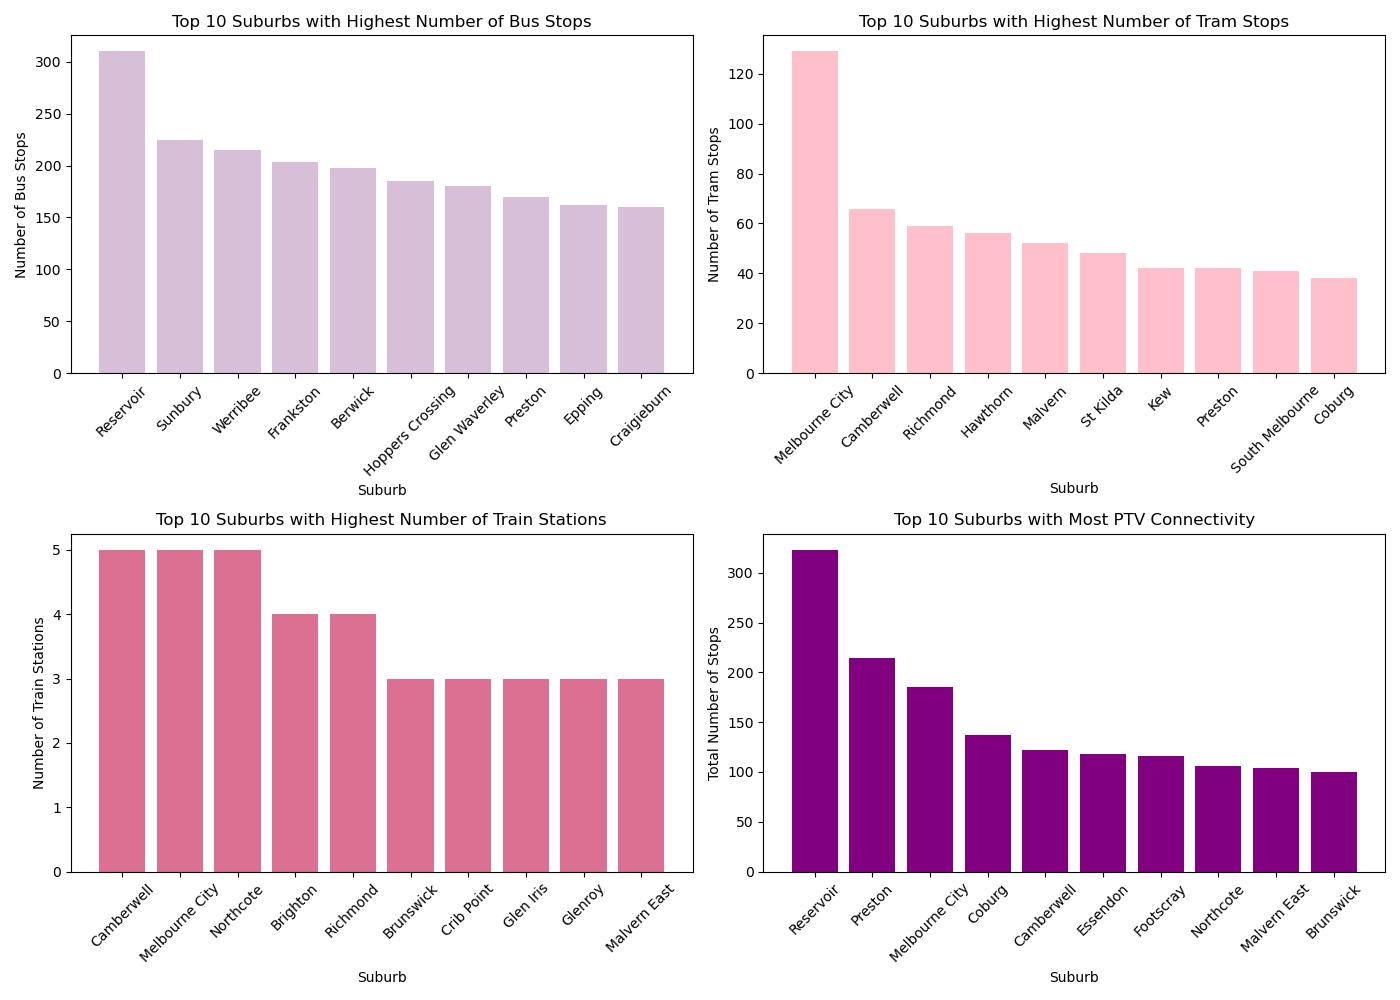 Top 10 Suburbs with Highest Number of Bus Stops
Number of Bus Stops
300
250
200
150
100
50
0
Reservoir
Sunbury
Werribee
Frankston
Berwick
Hoppers Crossing
Glen Waverley
Preston
Epping
Craigieburn
Suburb
Top 10 Suburbs with Highest Number of Tram Stops
Number of Tram Stops
120
100
80
60
40
20
0
Melbourne City
Camberwell
Richmond
Hawthorn
Malvern
St Kilda
Kew
Preston
South Melbourne
Coburg
Suburb
Top 10 Suburbs with Highest Number of Train Stations
Number of Train Stations
5
4
3
2
1
0
Camberwell
Melbourne City
Northcote
Brighton
Richmond
Brunswick
Crib Point
Glen Iris
Glenroy
Malvern East
Suburb
Top 10 Suburbs with Most PTV Connectivity
Total Number of Stops
300
250
200
150
100
50
0
Reservoir
Preston
Melbourne City
Coburg
Camberwell
Essendon
Footscray
Northcote
Malvern East
Brunswick
Suburb